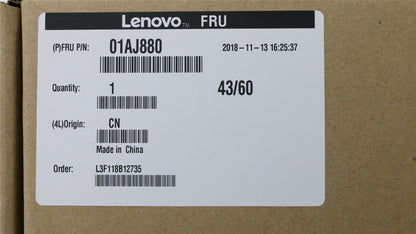 Lenovo™ FRU
(P)FRU P/N: 01AJ880 2018-11-13 16:25:37
Quantity: 1 43/60
(4L)Origin: CN
Made in China
Order: L3F118B12735